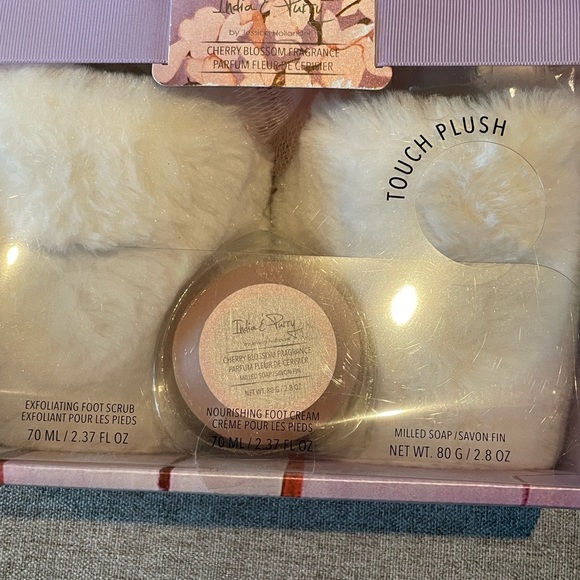 India & Purry
by Jessica Hollander
CHERRY BLOSSOM FRAGRANCE
PARFUM FLEUR DE CERISIER
TOUCH PLUSH
India & Purry
CHERRY BLOSSOM FRAGRANCE
PARFUM FLEUR DE CERISIER
MILLED SOAP/SAVON FIN
NET WT. 80 G / 2.8 OZ
EXFOLIATING FOOT SCRUB
EXFOLIANT POUR LES PIEDS
70 ML / 2.37 FL OZ
NOURISHING FOOT CREAM
CRÈME POUR LES PIEDS
70 ML / 2.37 FL OZ
MILLED SOAP / SAVON FIN
NET WT. 80 G / 2.8 OZ